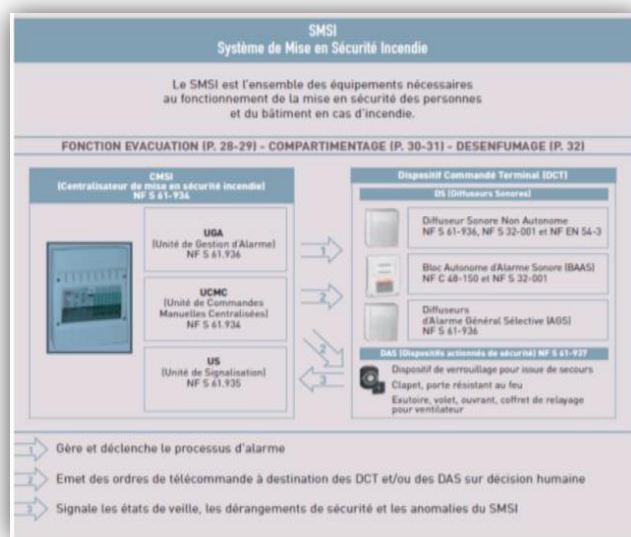 SMSI
Système de Mise en Sécurité Incendie
Le SMSI est l'ensemble des équipements nécessaires
au fonctionnement de la mise en sécurité des personnes
et du bâtiment en cas d'incendie.
FONCTION EVACUATION (P. 28-29) - COMPARTIMENTAGE (P. 30-31) - DESENFUMAGE (P. 32)
CMSI
(Centralisateur de mise en sécurité incendie)
NF S 61-934
UGA
(Unité de Gestion d'Alarme)
NF S 61.936
UCMC
(Unité de Commandes
Manuelles Centralisées)
NF S 61.934
US
(Unité de Signalisation)
NF S 61.935
1
2
2
3
Dispositif Commandé Terminal (DCT)
DS (Diffuseurs Sonores)
Diffuseur Sonore Non Autonome
NF S 61-936, NF S 32-001 et NF EN 54-3
Bloc Autonome d'Alarme Sonore (BAAS)
NF C 48-150 et NF S 32-001
Diffuseurs
d'Alarme Général Sélective (AGS)
NF S 61-936
DAS (Dispositifs actionnés de sécurité) NF S 61-937
Dispositif de verrouillage pour issue de secours
Clapet, porte résistant au feu
Exutoire, volet, ouvrant, coffret de relayage
pour ventilateur
1 Gère et déclenche le processus d'alarme
2 Emet des ordres de télécommande à destination des DCT et/ou des DAS sur décision humaine
3 Signale les états de veille, les dérangements de sécurité et les anomalies du SMSI